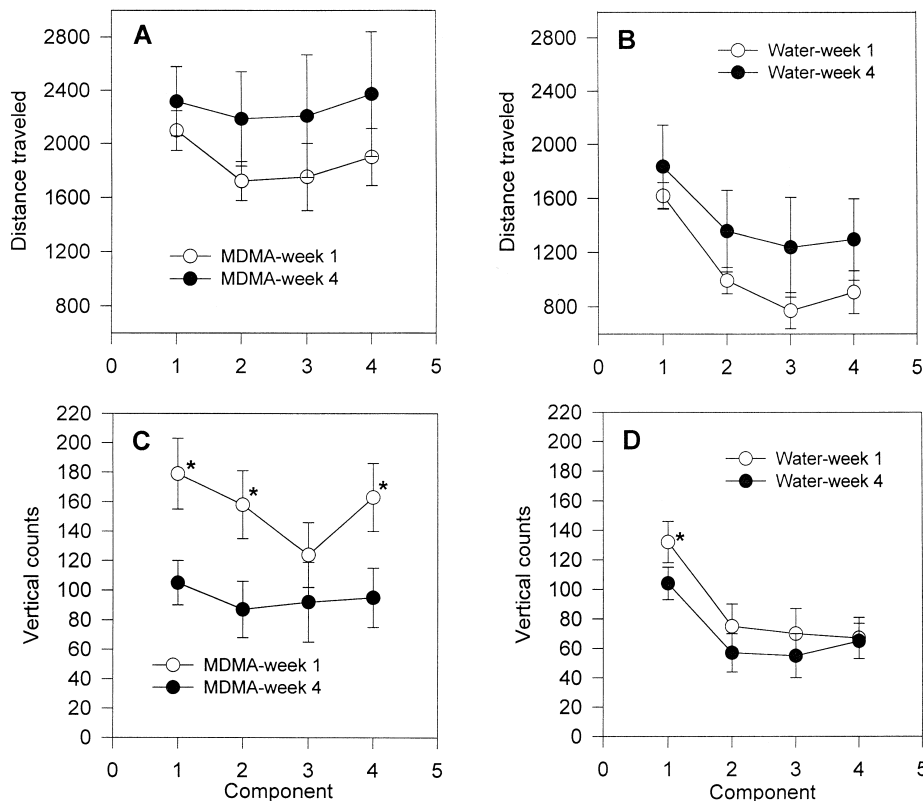 A
2800
2400
2000
1600
1200
800
Distance traveled
MDMA-week 1
MDMA-week 4
0 1 2 3 4 5
B
2800
2400
2000
1600
1200
800
Distance traveled
Water-week 1
Water-week 4
0 1 2 3 4 5
C
220
200
180
160
140
120
100
80
60
40
20
0
Vertical counts
*
*
*
MDMA-week 1
MDMA-week 4
0 1 2 3 4 5
Component
D
220
200
180
160
140
120
100
80
60
40
20
0
Vertical counts
*
Water-week 1
Water-week 4
0 1 2 3 4 5
Component